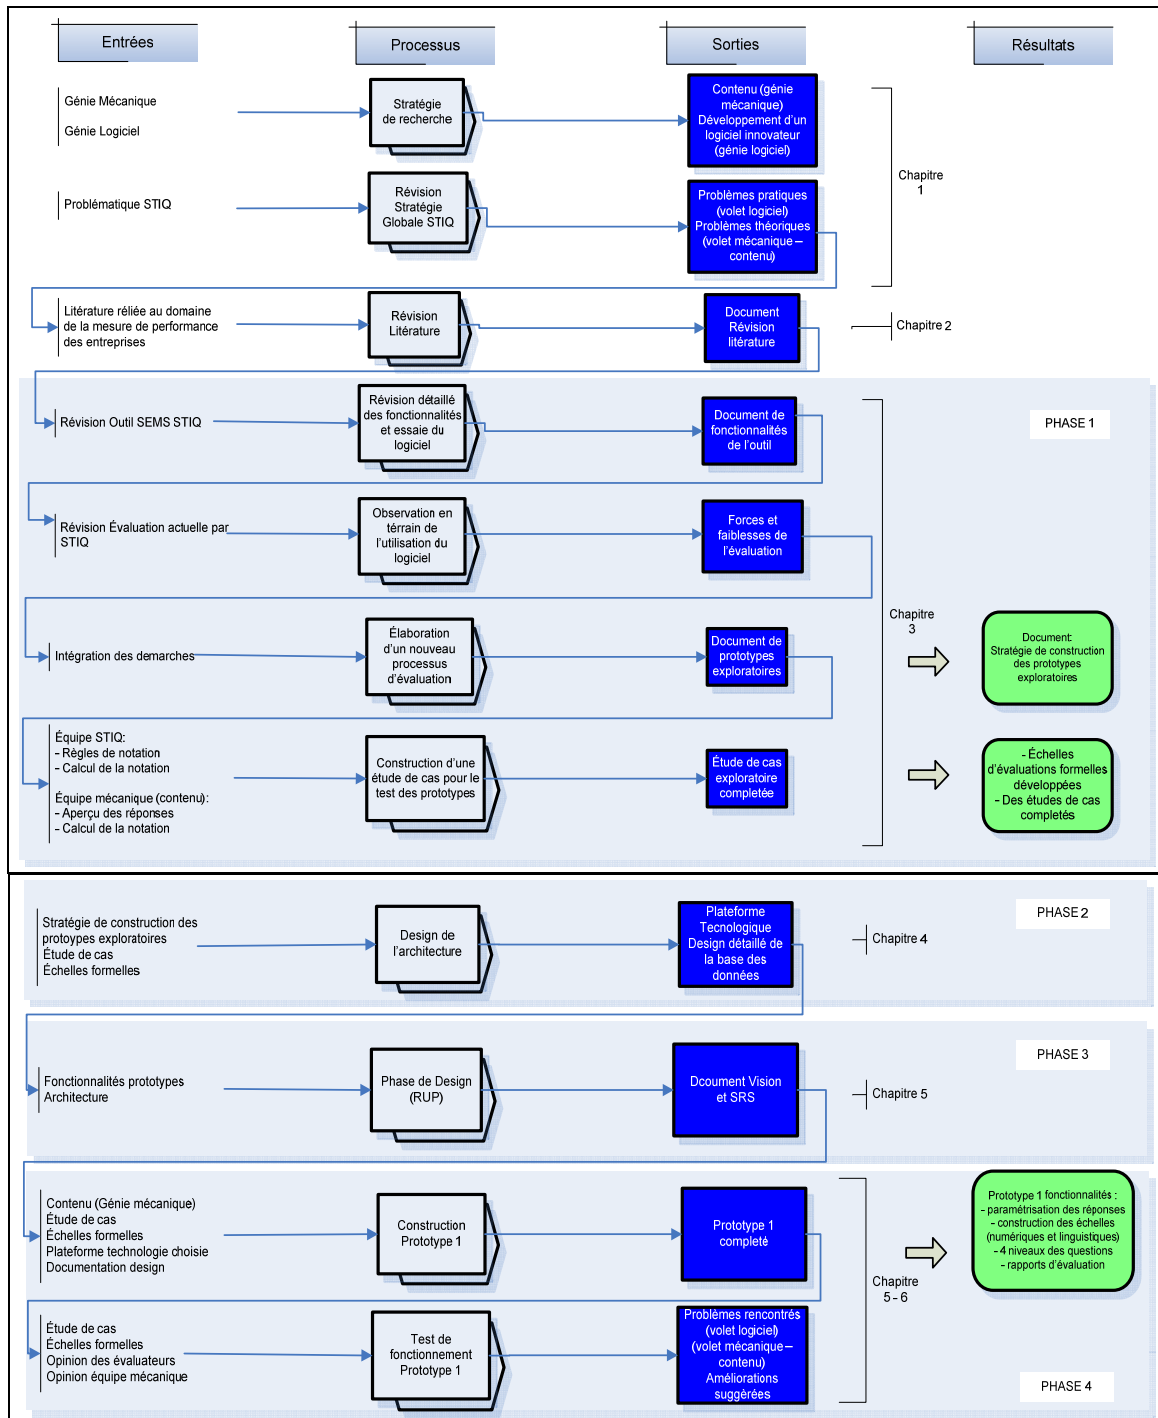 Entrées
Processus
Sorties
Résultats
Génie Mécanique
Génie Logiciel
Stratégie
de recherche
Contenu (génie
mécanique)
Développement d'un
logiciel innovateur
(génie logiciel)
Problématique STIQ
Révision
Stratégie
Globale STIQ
Problèmes pratiques
(volet logiciel)
Problèmes théoriques
(volet mécanique –
contenu)
Chapitre
1
Litérature réliée au domaine
de la mesure de performance
des entreprises
Révision
Litérature
Document
Révision
litérature
Chapitre 2
PHASE 1
Révision Outil SEMS STIQ
Révision détaillé
des fonctionnalités
et essaie du
logiciel
Document de
fonctionnalités
de l'outil
Révision Évaluation actuelle par
STIQ
Observation en
térrain de
l'utilisation du
logiciel
Forces et
faiblesses de
l'évaluation
Intégration des demarches
Élaboration
d'un nouveau
processus
d'évaluation
Document de
prototypes
exploratoires
Chapitre
3
Document:
Stratégie de construction
des prototypes
exploratoires
Équipe STIQ:
– Règles de notation
– Calcul de la notation
Équipe mécanique (contenu):
– Aperçu des réponses
– Calcul de la notation
Construction d'une
étude de cas pour le
test des prototypes
Étude de cas
exploratoire
completée
- Échelles
d'évaluations formelles
développées
- Des études de cas
completés
PHASE 2
Stratégie de construction des
protoypes exploratoires
Étude de cas
Échelles formelles
Design de
l'architecture
Plateforme
Tecnologique
Design détaillé de
la base des
données
Chapitre 4
PHASE 3
Fonctionnalités prototypes
Architecture
Phase de Design
(RUP)
Dcoument Vision
et SRS
Chapitre 5
Contenu (Génie mécanique)
Étude de cas
Échelles formelles
Plateforme technologie choisie
Documentation design
Construction
Prototype 1
Prototype 1
completé
Chapitre
5 - 6
Prototype 1 fonctionnalités :
- paramétrisation des réponses
- construction des échelles
(numériques et linguistiques)
- 4 niveaux des questions
- rapports d'évaluation
Étude de cas
Échelles formelles
Opinion des évaluateurs
Opinion équipe mécanique
Test de
fonctionnement
Prototype 1
Problèmes rencontrés
(volet logiciel)
(volet mécanique –
contenu)
Améliorations
suggèrées
PHASE 4